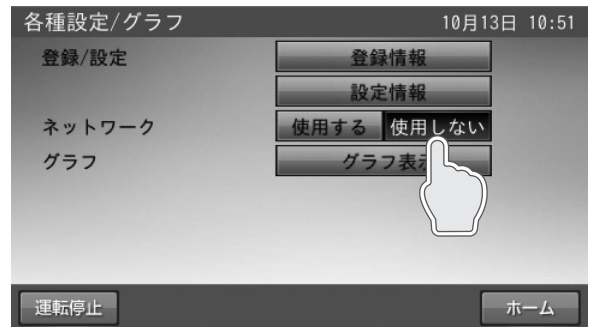 各種設定/グラフ 10月13日 10:51
登録/設定 登録情報
設定情報
ネットワーク 使用する 使用しない
グラフ グラフ表示
運転停止 ホーム